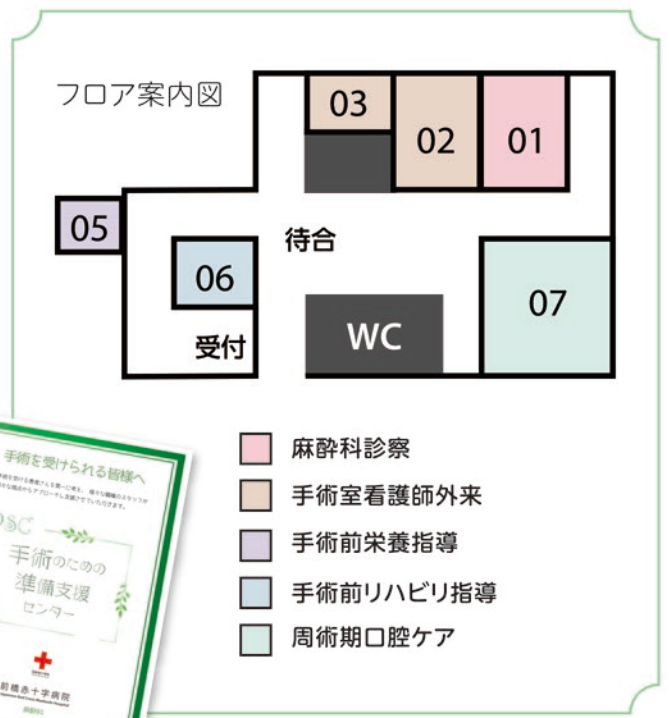 フロア案内図
03
02
01
05
待合
06
07
受付
WC
麻酔科診察
手術室看護師外来
手術前栄養指導
手術前リハビリ指導
周術期口腔ケア
手術を受けられる皆様へ
手術のための
準備支援
センター
前橋赤十字病院